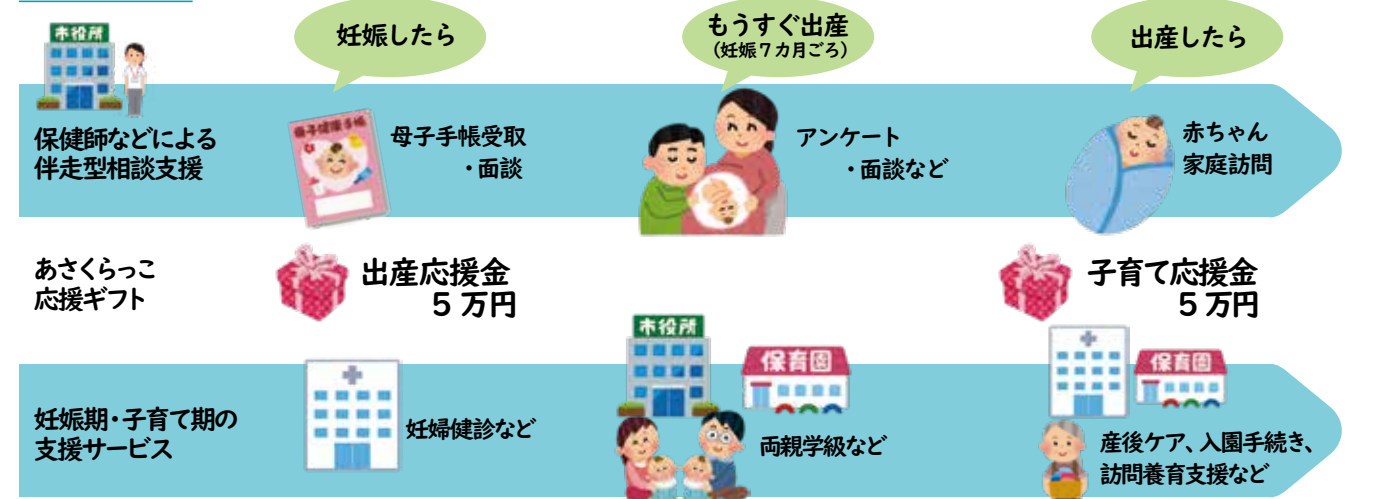 妊娠したら
もうすぐ出産
(妊娠7カ月ごろ)
出産したら
市役所
保健師などによる
伴走型相談支援
母子健康手帳
母子手帳受取
・面談
アンケート
・面談など
赤ちゃん
家庭訪問
あさくらっこ
応援ギフト
出産応援金
5万円
子育て応援金
5万円
妊娠期・子育て期の
支援サービス
妊婦健診など
市役所
保育園
両親学級など
保育園
産後ケア、入園手続き、
訪問養育支援など